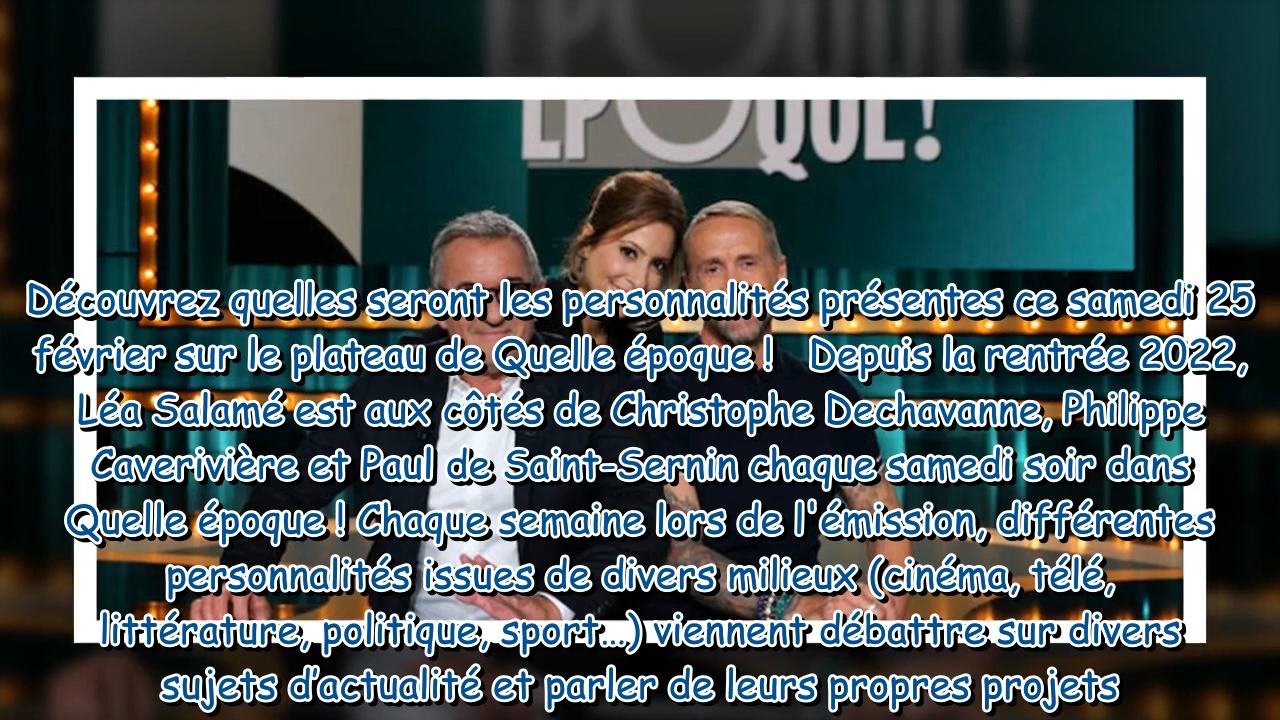 ÉPOQUE!
Découvrez quelles seront les personnalités présentes ce samedi 25
février sur le plateau de Quelle époque ! Depuis la rentrée 2022,
Léa Salamé est aux côtés de Christophe Dechavanne, Philippe
Caverivière et Paul de Saint-Sernin chaque samedi soir dans
Quelle époque ! Chaque semaine lors de l'émission, différentes
personnalités issues de divers milieux (cinéma, télé,
littérature, politique, sport...) viennent débattre sur divers
sujets d’actualité et parler de leurs propres projets